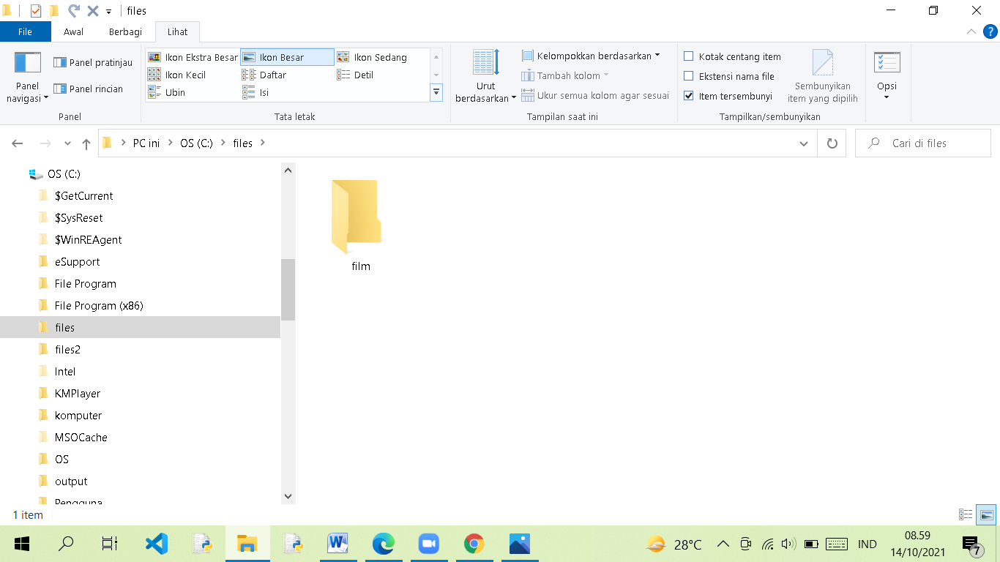 files
File Awal Berbagi Lihat
Panel navigasi
Panel pratinjau
Panel rincian
Panel
Ikon Ekstra Besar Ikon Besar Ikon Sedang
Ikon Kecil Daftar Detil
Ubin Isi
Tata letak
Urut berdasarkan
Kelompokkan berdasarkan
Tambah kolom
Ukur semua kolom agar sesuai
Tampilan saat ini
Kotak centang item
Ekstensi nama file
Item tersembunyi
Sembunyikan
item yang dipilih
Tampilkan/sembunyikan
Opsi
PC ini OS (C:) files
Cari di files
OS (C:)
$GetCurrent
$SysReset
$WinREAgent
eSupport
File Program
File Program (x86)
files
files2
Intel
KMPlayer
komputer
MSOCache
OS
output
Pengguna
film
1 item
28°C IND 08.59
14/10/2021
7